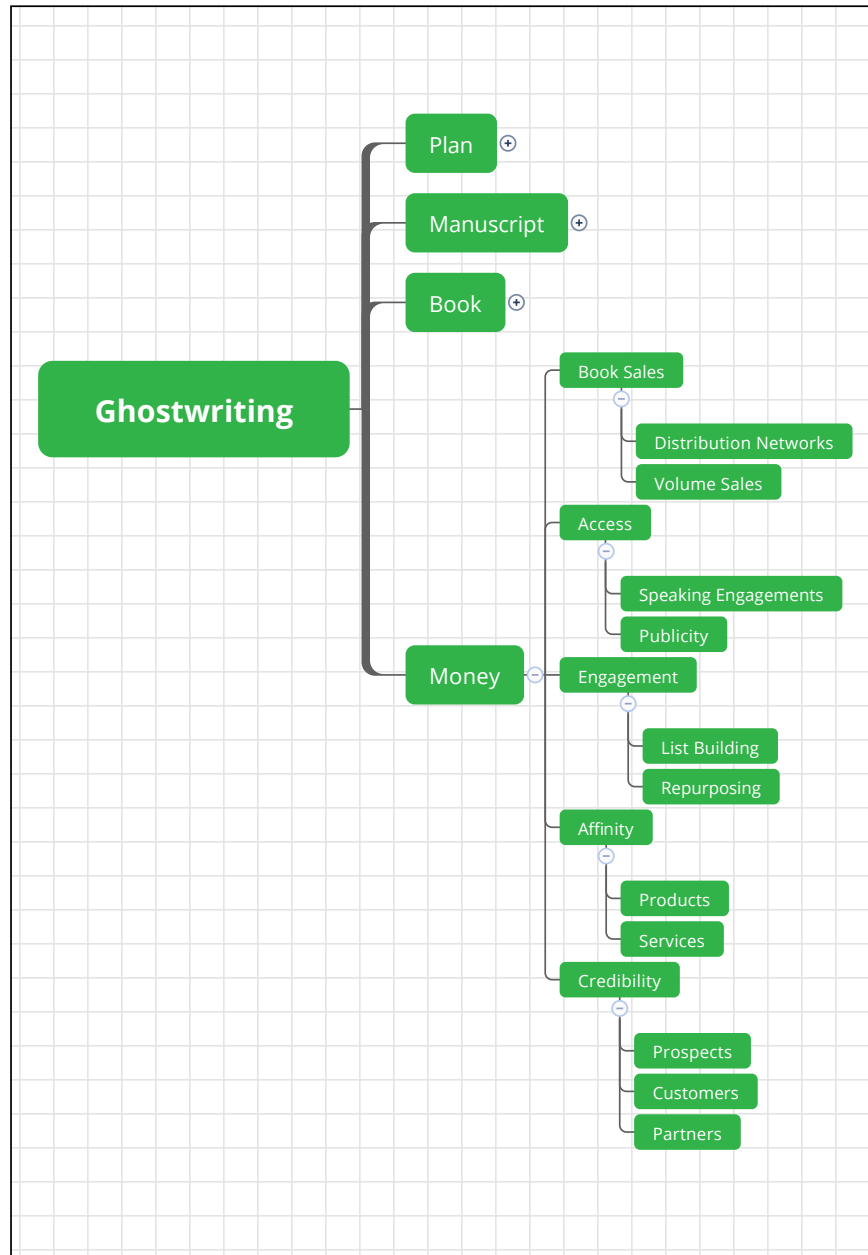 Plan
Manuscript
Book
Ghostwriting
Money
Book Sales
Distribution Networks
Volume Sales
Access
Speaking Engagements
Publicity
Engagement
List Building
Repurposing
Affinity
Products
Services
Credibility
Prospects
Customers
Partners